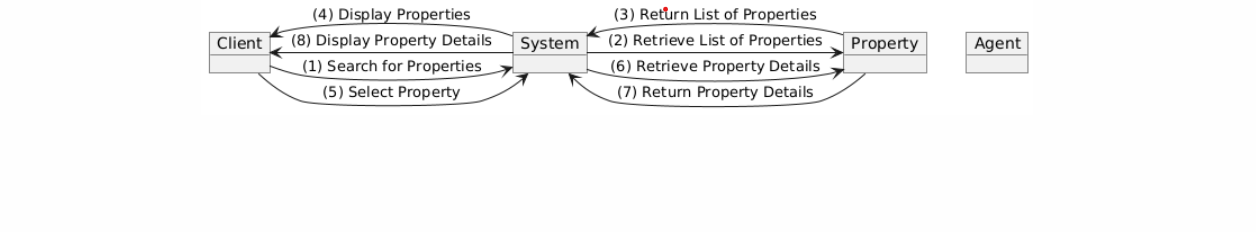 (4) Display Properties
(3) Return List of Properties
Client
(8) Display Property Details
System
(2) Retrieve List of Properties
Property
Agent
(1) Search for Properties
(6) Retrieve Property Details
(5) Select Property
(7) Return Property Details